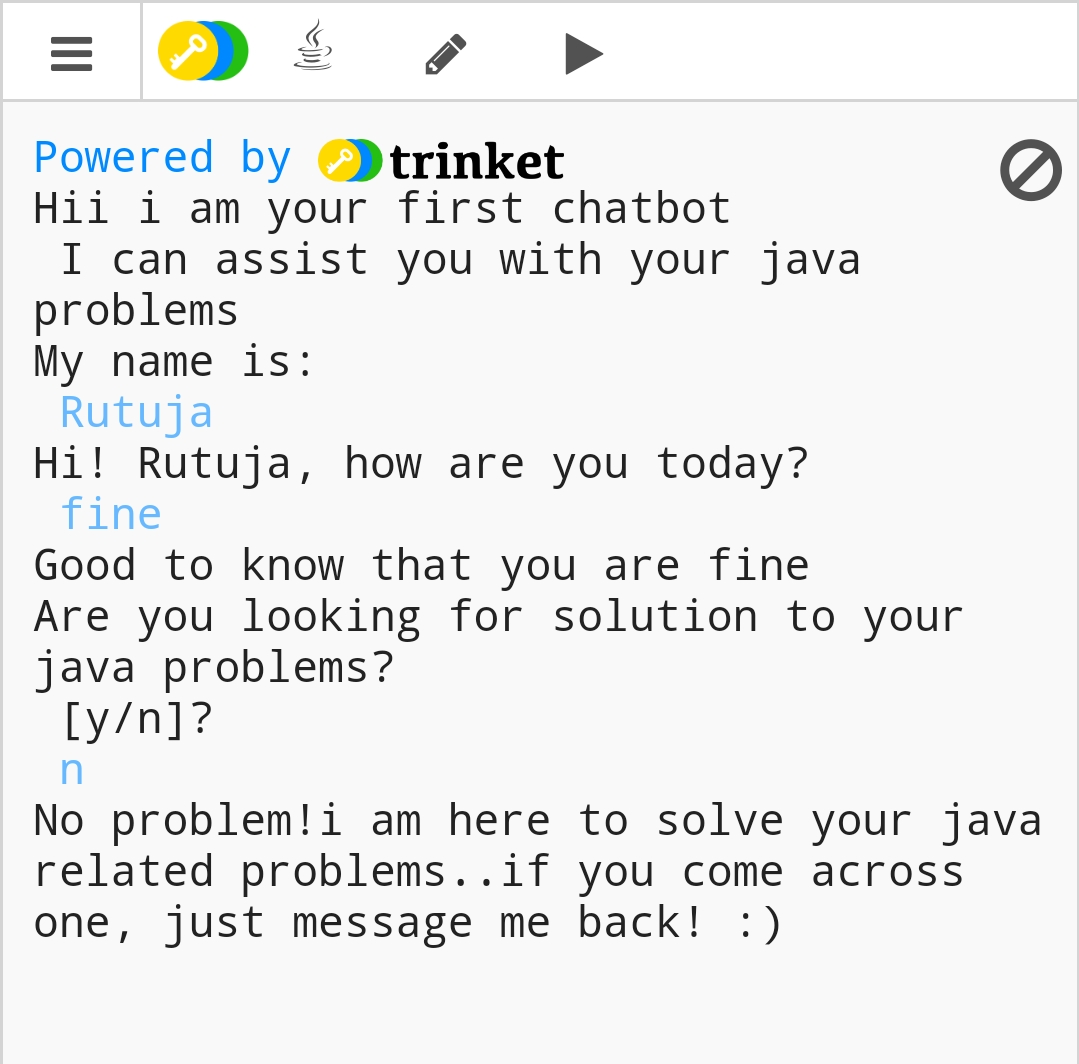 Powered by trinket
Hii i am your first chatbot
I can assist you with your java
problems
My name is:
Rutuja
Hi! Rutuja, how are you today?
fine
Good to know that you are fine
Are you looking for solution to your
java problems?
[y/n]?
n
No problem!i am here to solve your java
related problems..if you come across
one, just message me back! :)